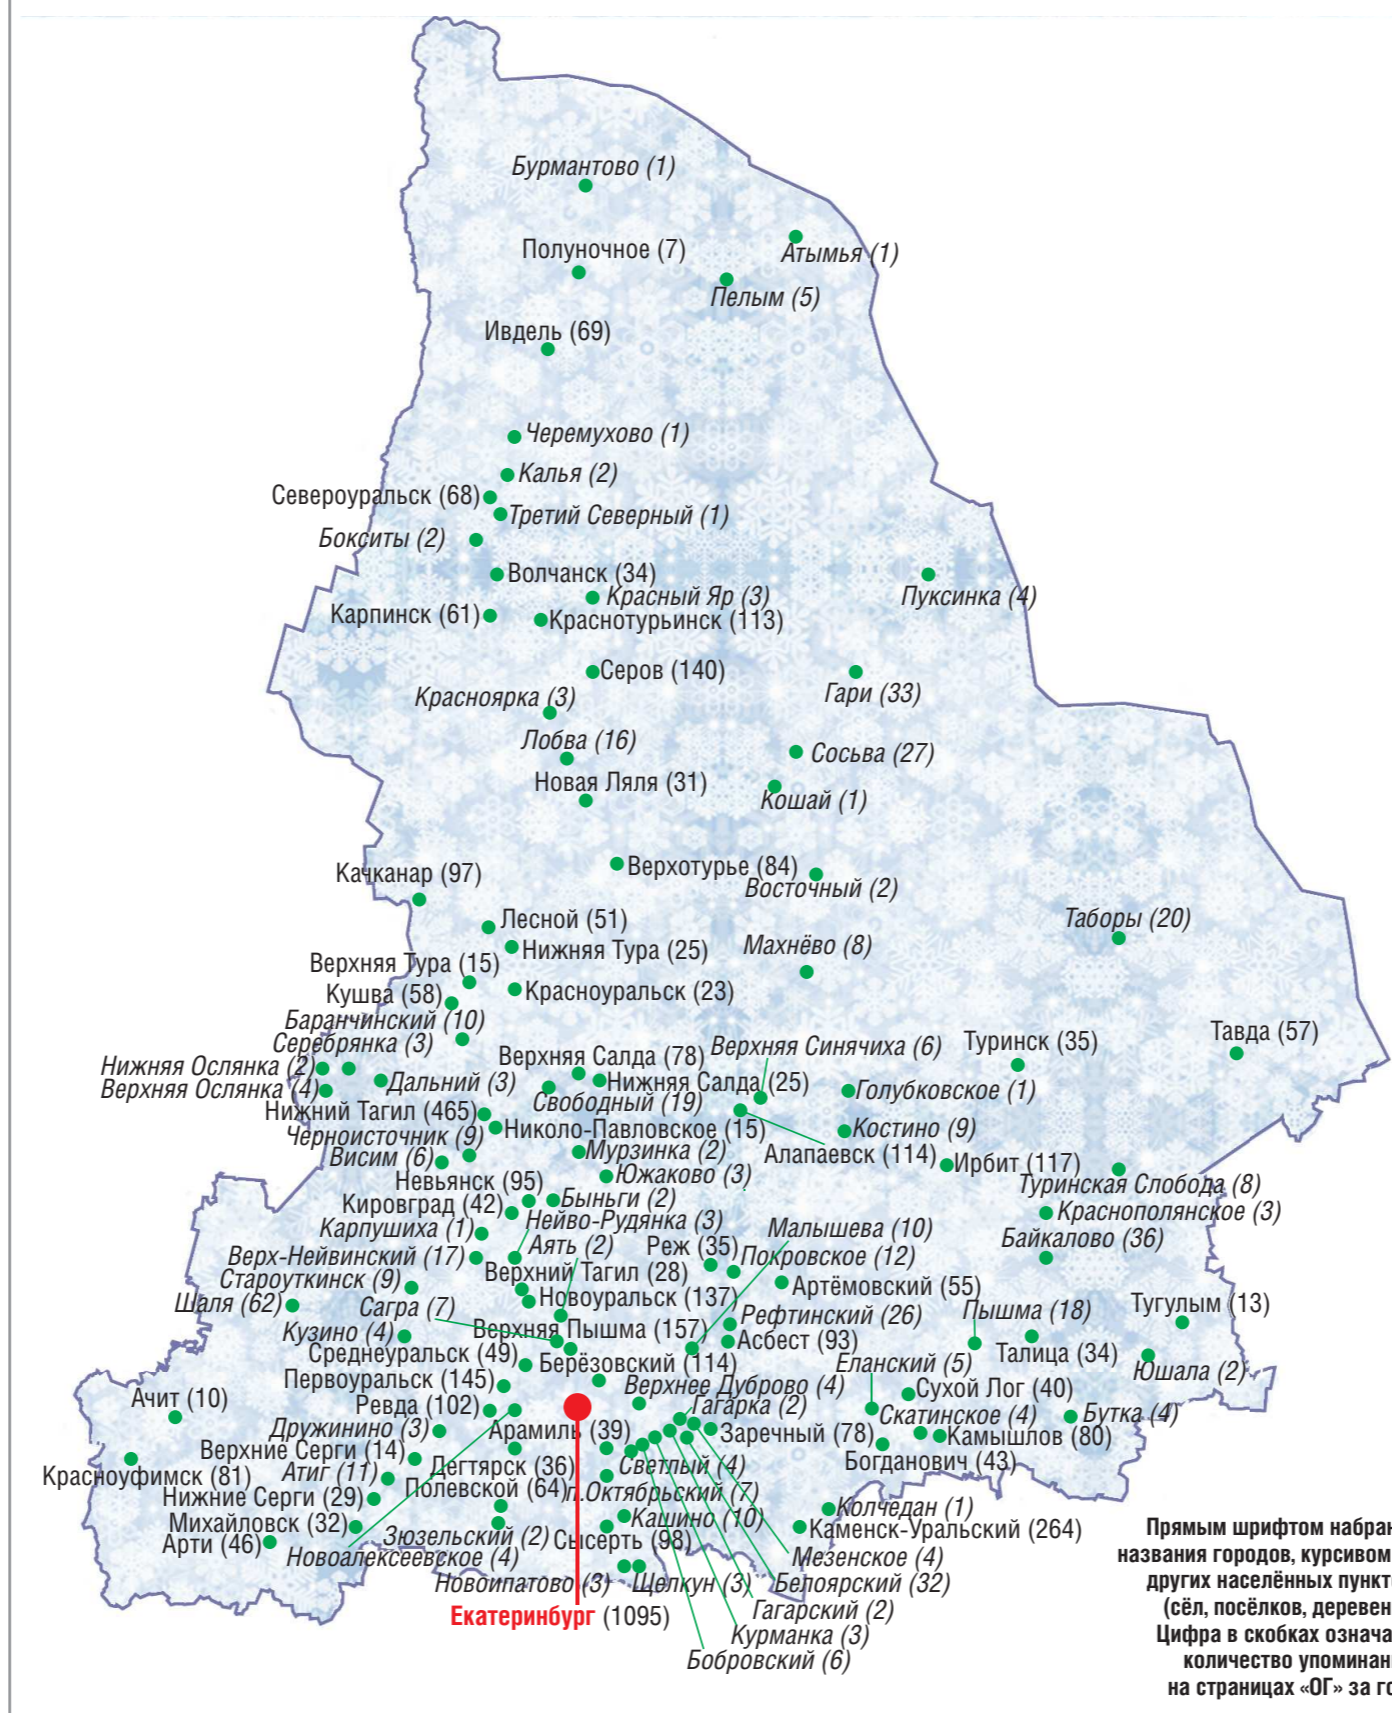 Бурмантово (1)
Атымья (1)
Полуночное (7)
Пелым (5)
Ивдель (69)
Черемухово (1)
Калья (2)
Североуральск (68)
Третий Северный (1)
Бокситы (2)
Волчанск (34)
Красный Яр (3)
Пуксинка (4)
Карпинск (61)
Краснотурьинск (113)
Серов (140)
Гари (33)
Красноярка (3)
Лобва (16)
Сосьва (27)
Новая Ляля (31)
Кошай (1)
Верхотурье (84)
Качканар (97)
Восточный (2)
Лесной (51)
Таборы (20)
Нижняя Тура (25)
Махнёво (8)
Верхняя Тура (15)
Кушва (58)
Красноуральск (23)
Баранчинский (10)
Серебрянка (3)
Тавда (57)
Туринск (35)
Верхняя Салда (78)
Верхняя Синячиха (6)
Нижняя Ослянка (2)
Дальний (3)
Нижняя Салда (25)
Верхняя Ослянка (4)
Голубковское (1)
Свободный (19)
Нижний Тагил (465)
Николо-Павловское (15)
Костино (9)
Черноисточник (9)
Мурзинка (2)
Алапаевск (114)
Висим (6)
Ирбит (117)
Южаково (3)
Невьянск (95)
Туринская Слобода (8)
Кировград (42)
Быньги (2)
Краснополянское (3)
Карпушиха (1)
Нейво-Рудянка (3)
Малышева (10)
Байкалово (36)
Верх-Нейвинский (17)
Аять (2)
Реж (35)
Покровское (12)
Староуткинск (9)
Верхний Тагил (28)
Артёмовский (55)
Шаля (62)
Сагра (7)
Новоуральск (137)
Рефтинский (26)
Пышма (18)
Тугулым (13)
Кузино (4)
Верхняя Пышма (157)
Асбест (93)
Среднеуральск (49)
Берёзовский (114)
Еланский (5)
Талица (34)
Юшала (2)
Первоуральск (145)
Верхнее Дуброво (4)
Сухой Лог (40)
Ачит (10)
Ревда (102)
Гагарка (2)
Скатинское (4)
Бутка (4)
Дружинино (3)
Арамиль (39)
Заречный (78)
Камышлов (80)
Верхние Серги (14)
Богданович (43)
Красноуфимск (81)
Атиг (11)
Дегтярск (36)
Светлый (4)
Нижние Серги (29)
Полевской (64)
п.Октябрьский (7)
Колчедан (1)
Михайловск (32)
Кашино (10)
Каменск-Уральский (264)
Арти (46)
Зюзельский (2)
Сысерть (98)
Новоалексеевское (4)
Мезенское (4)
Новоипатово (3)
Щелкун (3)
Белоярский (32)
Екатеринбург (1095)
Гагарский (2)
Курманка (3)
Бобровский (6)
Прямым шрифтом набран
названия городов, курсивом
других населённых пункт
(сёл, посёлков, деревен
Цифра в скобках означа
количество упоминан
на страницах «ОГ» за го